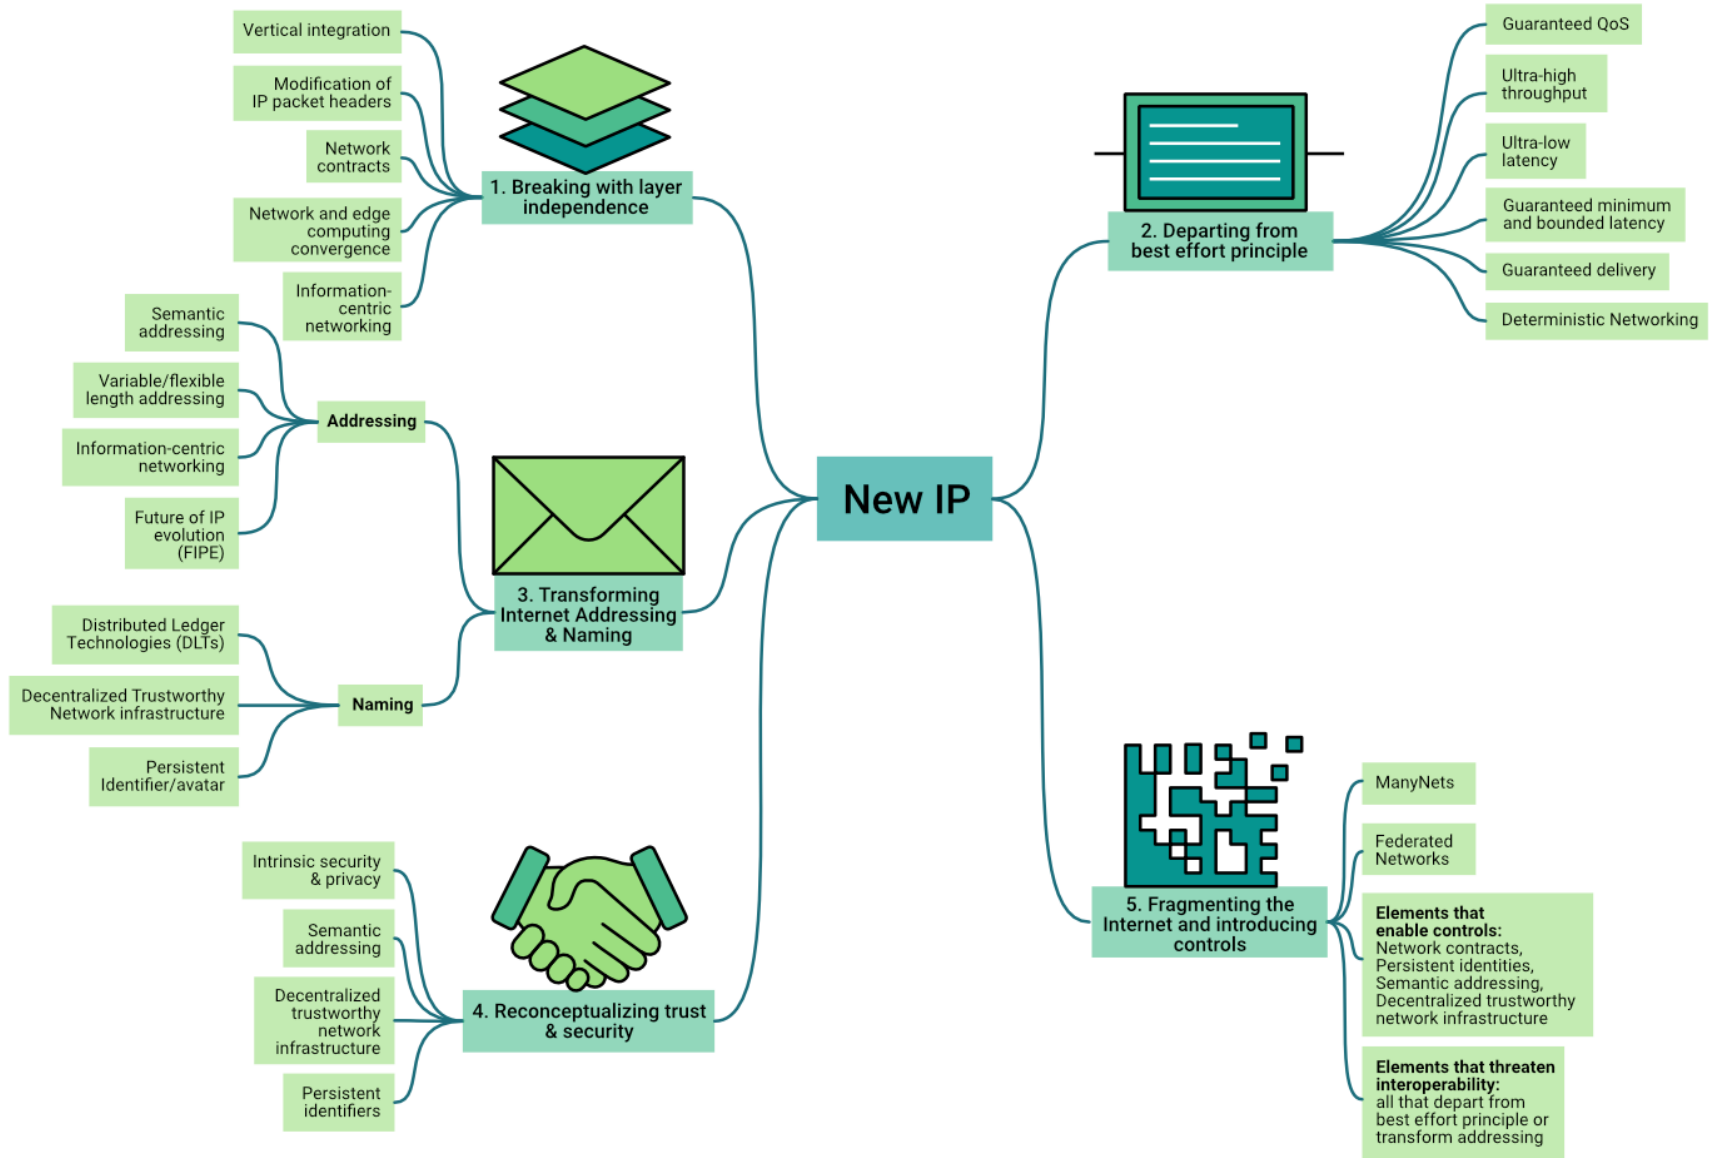 New IP
1. Breaking with layer
independence
Vertical integration
Modification of
IP packet headers
Network
contracts
Network and edge
computing
convergence
Information-
centric
networking
2. Departing from
best effort principle
Guaranteed QoS
Ultra-high
throughput
Ultra-low
latency
Guaranteed minimum
and bounded latency
Guaranteed delivery
Deterministic Networking
3. Transforming
Internet Addressing
& Naming
Addressing
Semantic
addressing
Variable/flexible
length addressing
Information-centric
networking
Future of IP
evolution
(FIPE)
Naming
Distributed Ledger
Technologies (DLTs)
Decentralized Trustworthy
Network infrastructure
Persistent
Identifier/avatar
4. Reconceptualizing trust
& security
Intrinsic security
& privacy
Semantic
addressing
Decentralized
trustworthy
network
infrastructure
Persistent
identifiers
5. Fragmenting the
Internet and introducing
controls
ManyNets
Federated
Networks
Elements that
enable controls:
Network contracts,
Persistent identities,
Semantic addressing,
Decentralized trustworthy
network infrastructure
Elements that threaten
interoperability:
all that depart from
best effort principle or
transform addressing